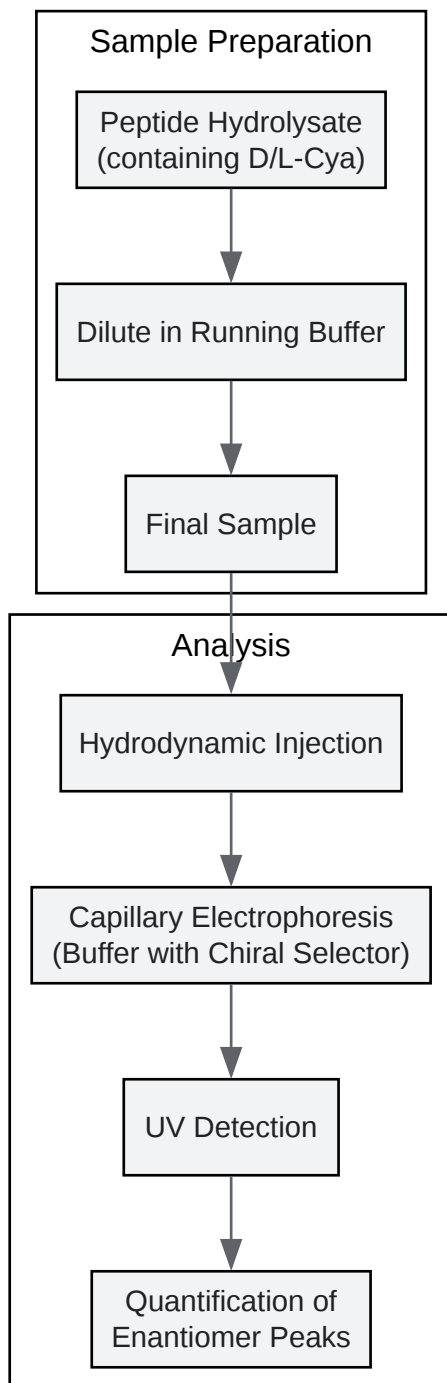 Sample Preparation
Peptide Hydrolysate
(containing D/L-Cya)
Dilute in Running Buffer
Final Sample
Analysis
Hydrodynamic Injection
Capillary Electrophoresis
(Buffer with Chiral Selector)
UV Detection
Quantification of
Enantiomer Peaks